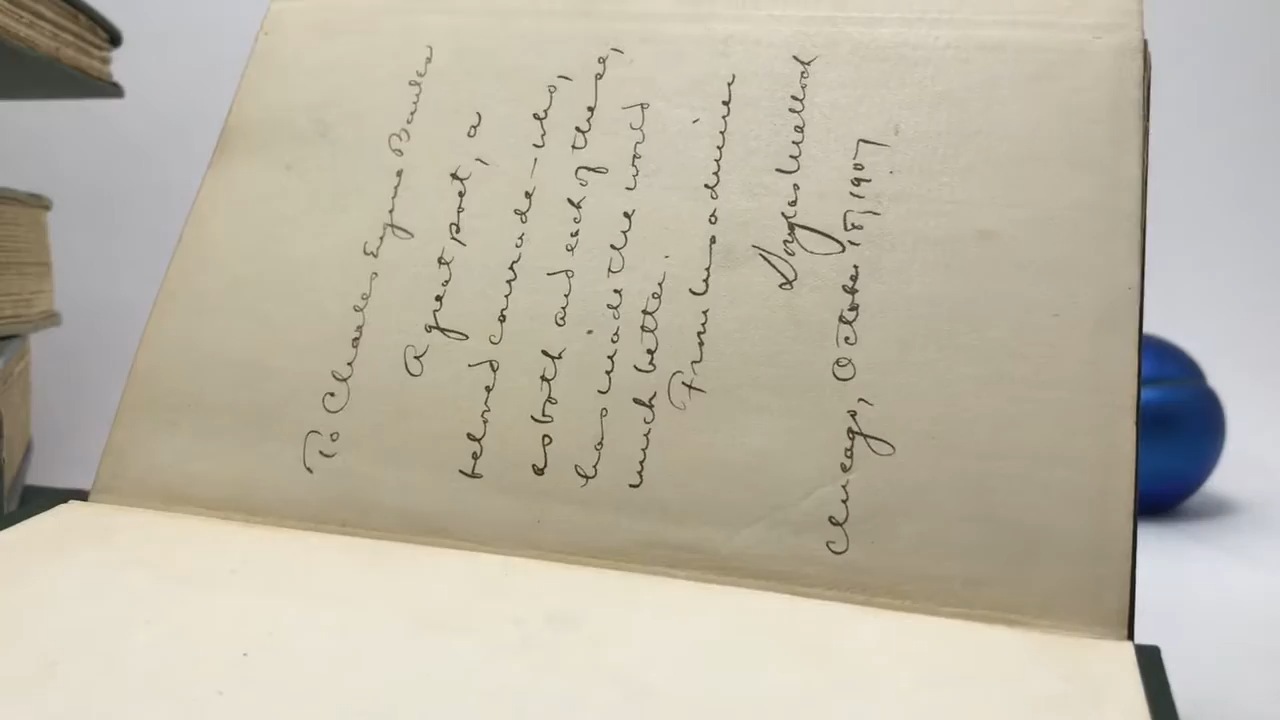 To Charles Eugene Banks
A great poet, a
beloved comrade – who,
as both and each of these,
has made the world
much better.
From his admirer
Douglas Malloch
Chicago, October 18, 1907.